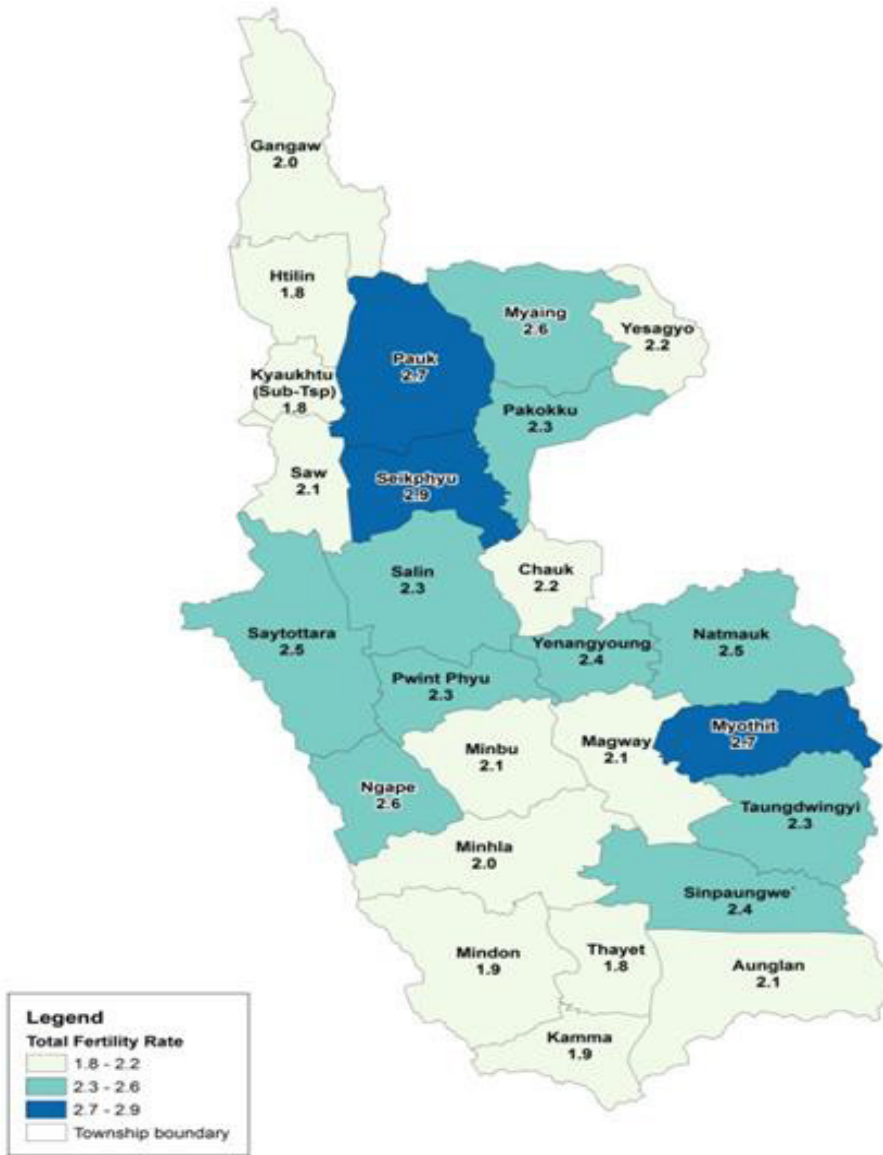 Gangaw
2.0
Htilin
1.8
Myaing
2.6
Yesagyo
2.2
Pauk
2.7
Kyaukhtu
(Sub-Tsp)
1.8
Pakokku
2.3
Saw
2.1
Seikphyu
2.9
Salin
2.3
Chauk
2.2
Saytottara
2.5
Yenangyoung
2.4
Natmauk
2.5
Pwint Phyu
2.3
Myothit
2.7
Minbu
2.1
Magway
2.1
Ngape
2.6
Taungdwingyi
2.3
Minhla
2.0
Sinpaungwe`
2.4
Mindon
1.9
Thayet
1.8
Aunglan
2.1
Kamma
1.9
Legend
Total Fertility Rate
1.8 - 2.2
2.3 - 2.6
2.7 - 2.9
Township boundary